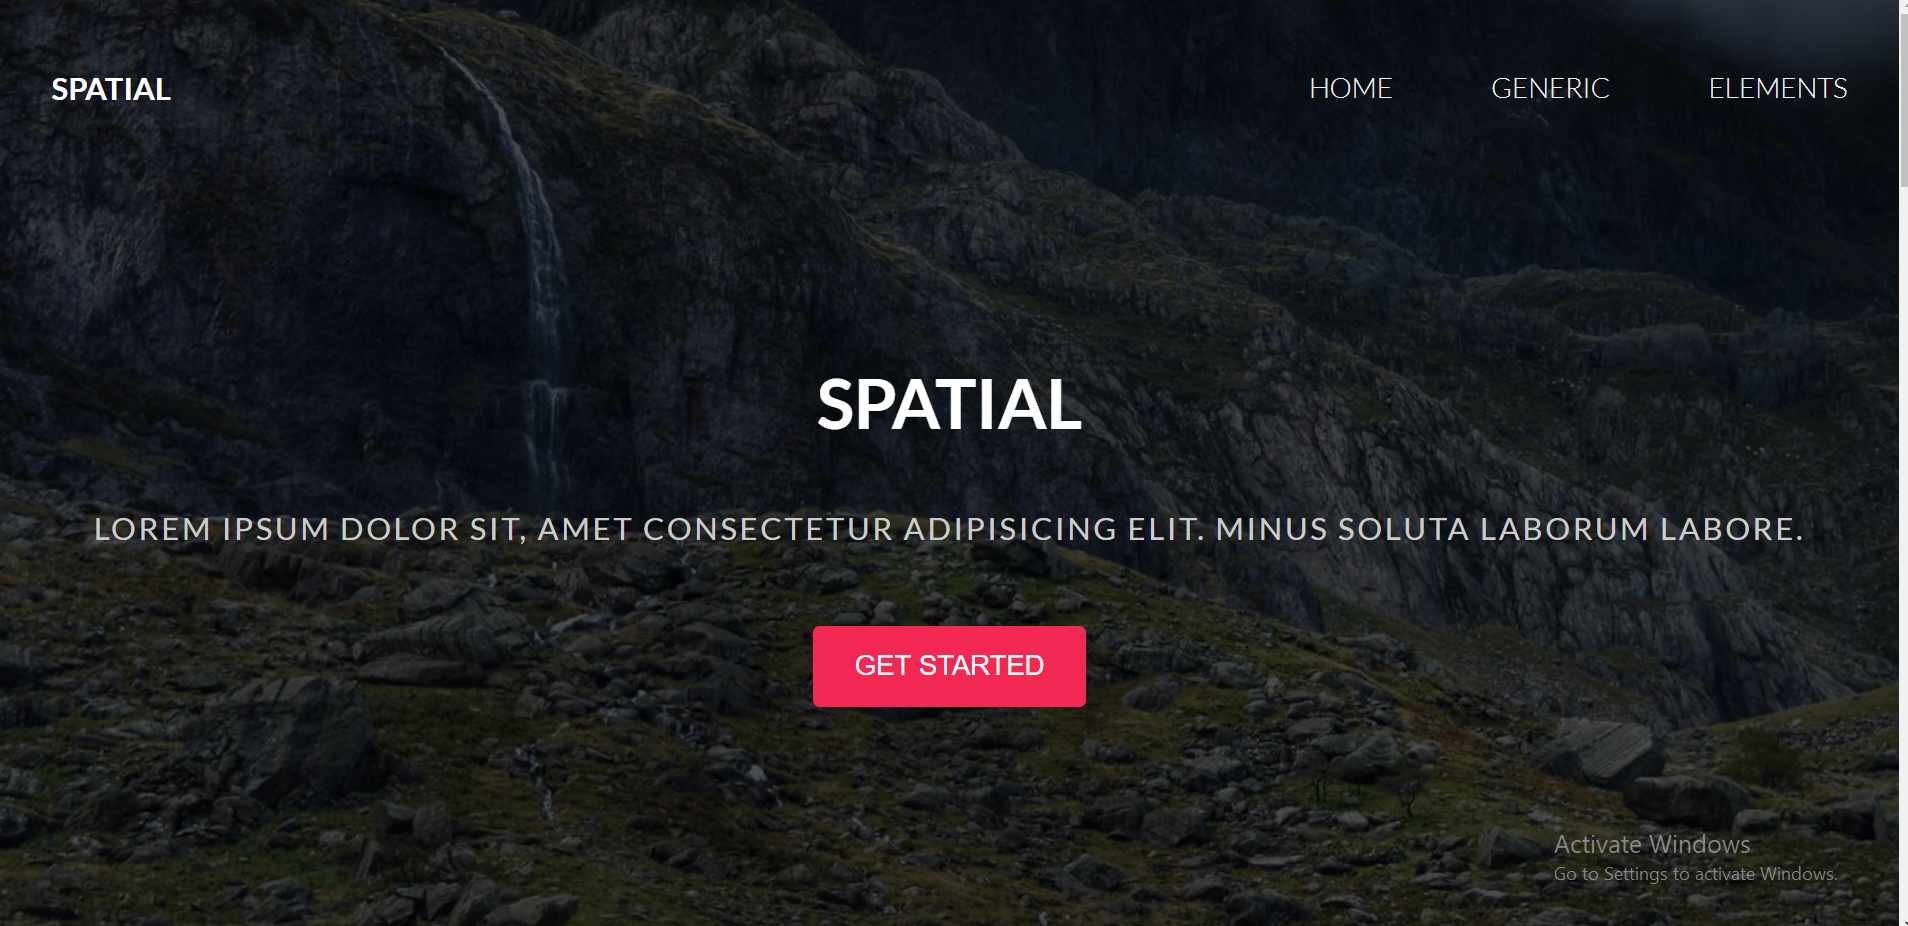 SPATIAL
HOME GENERIC ELEMENTS
SPATIAL
LOREM IPSUM DOLOR SIT, AMET CONSECTETUR ADIPISICING ELIT. MINUS SOLUTA LABORUM LABORE.
GET STARTED
Activate Windows
Go to Settings to activate Windows.